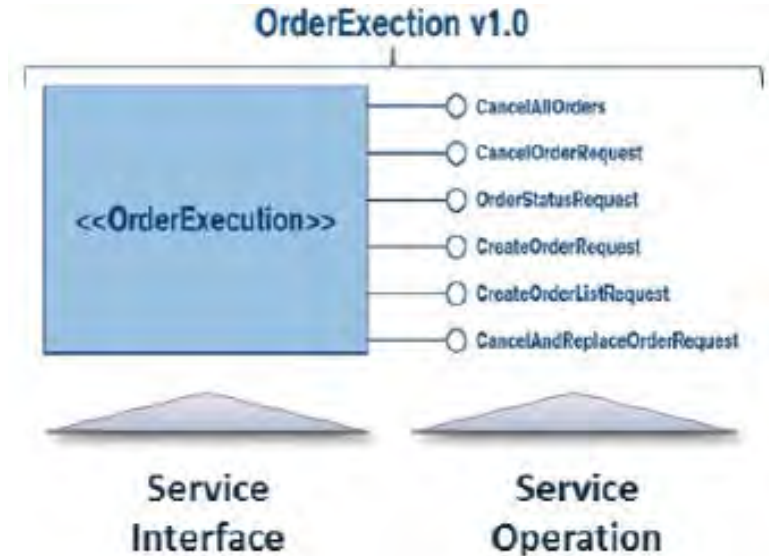 OrderExection v1.0
<<OrderExecution>>
CancelAllOrders
CancelOrderRequest
OrderStatusRequest
CreateOrderRequest
CreateOrderListRequest
CancelAndReplaceOrderRequest
Service
Interface
Service
Operation